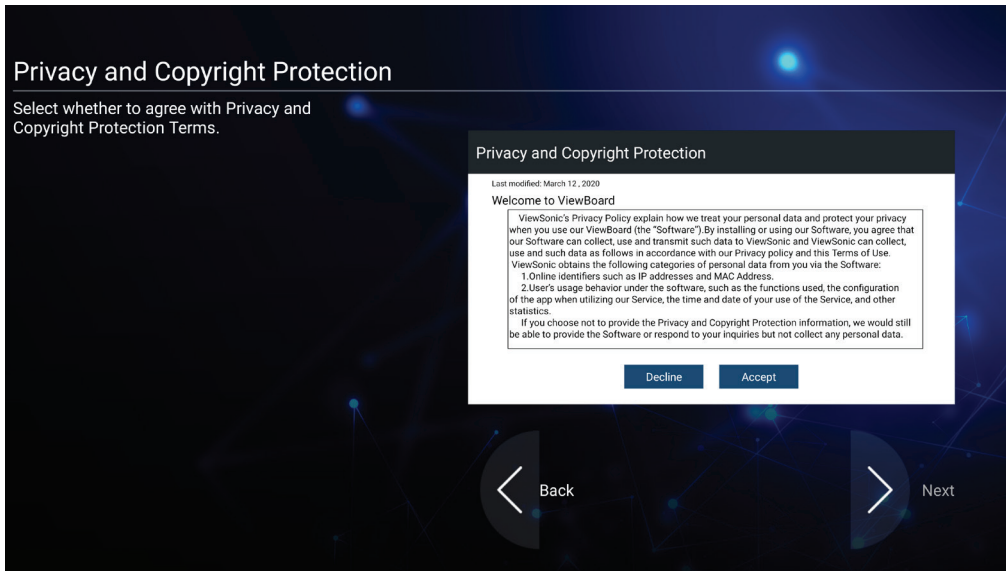 Privacy and Copyright Protection
Select whether to agree with Privacy and
Copyright Protection Terms.
Privacy and Copyright Protection
Last modified: March 12 , 2020
Welcome to ViewBoard
ViewSonic's Privacy Policy explain how we treat your personal data and protect your privacy
when you use our ViewBoard (the “Software”).By installing or using our Software, you agree that
our Software can collect, use and transmit such data to ViewSonic and ViewSonic can collect,
use and such data as follows in accordance with our Privacy policy and this Terms of Use.
ViewSonic obtains the following categories of personal data from you via the Software:
1.Online identifiers such as IP addresses and MAC Address.
2.User's usage behavior under the software, such as the functions used, the configuration
of the app when utilizing our Service, the time and date of your use of the Service, and other
statistics.
If you choose not to provide the Privacy and Copyright Protection information, we would still
be able to provide the Software or respond to your inquiries but not collect any personal data.
Decline Accept
Back Next